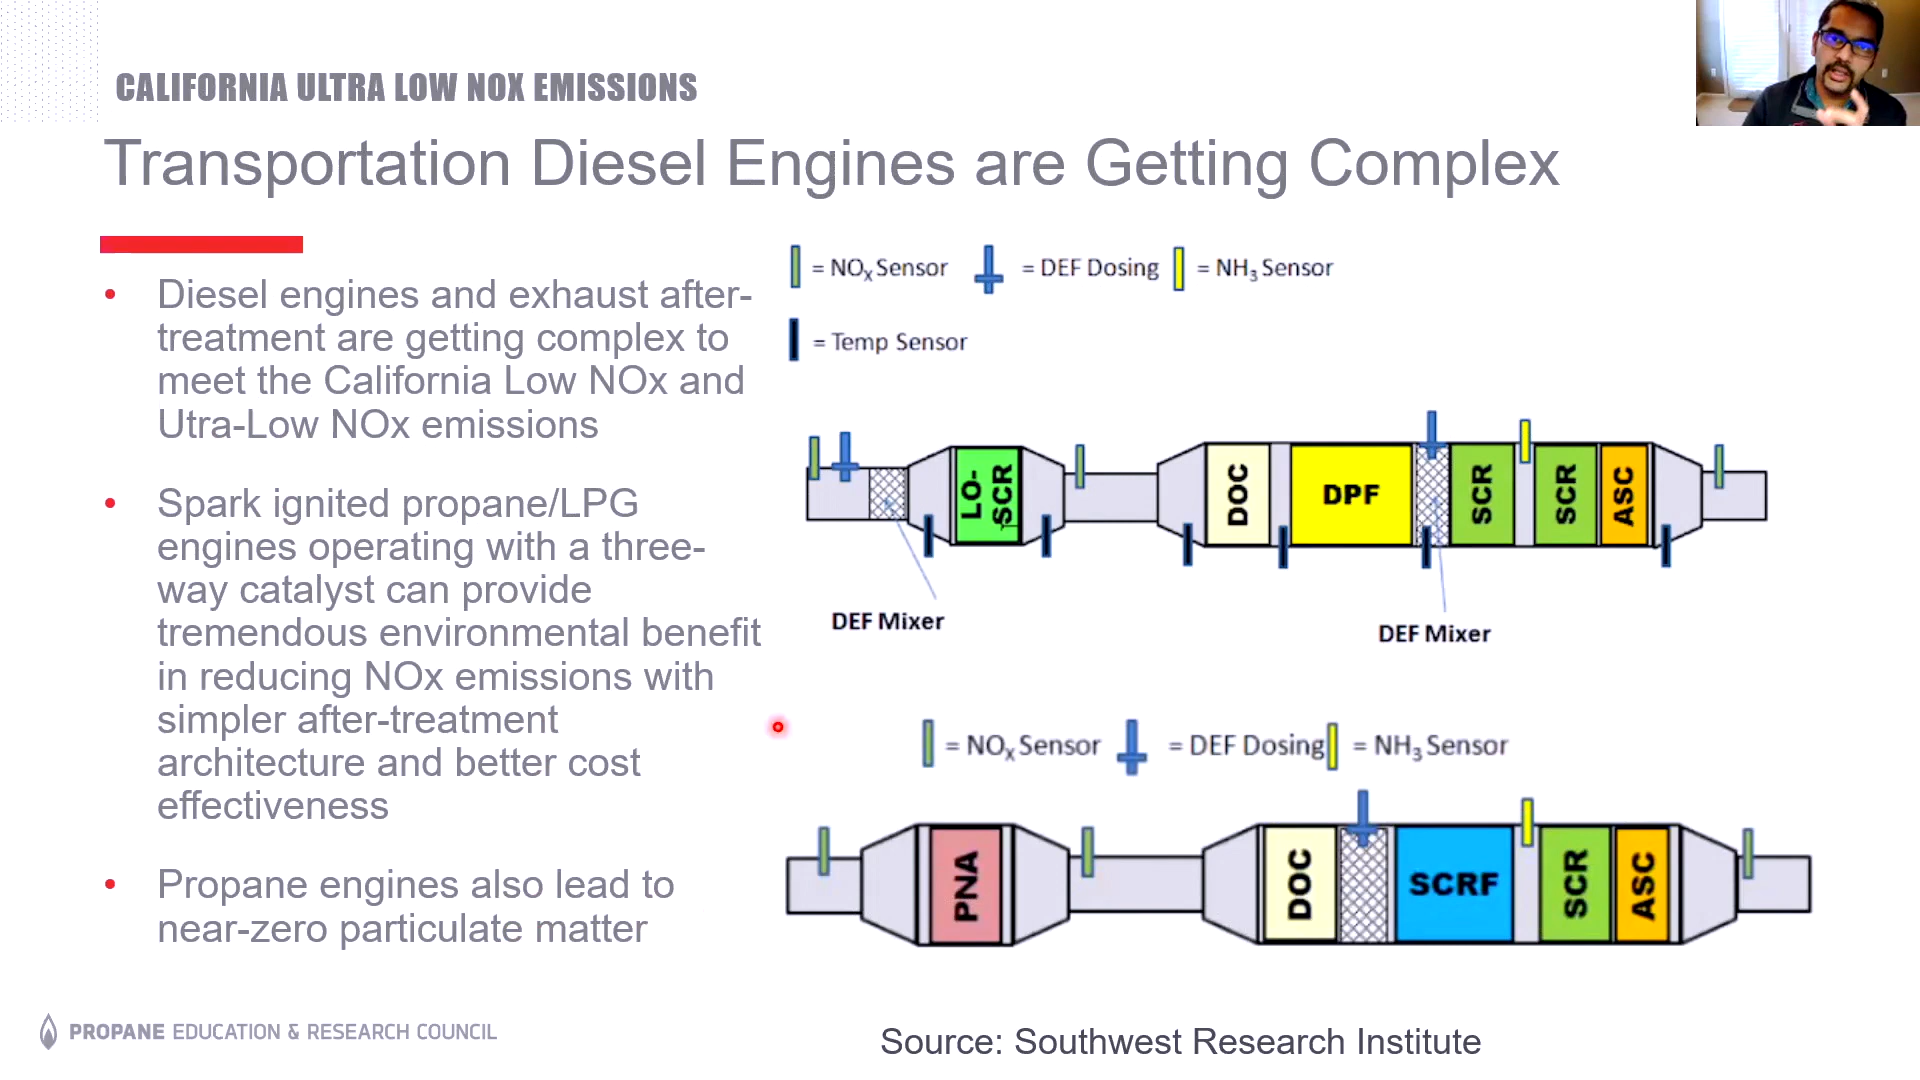 CALIFORNIA ULTRA LOW NOX EMISSIONS
Transportation Diesel Engines are Getting Complex
• Diesel engines and exhaust after-
treatment are getting complex to
meet the California Low NOx and
Utra-Low NOx emissions
• Spark ignited propane/LPG
engines operating with a three-
way catalyst can provide
tremendous environmental benefit
in reducing NOx emissions with
simpler after-treatment
architecture and better cost
effectiveness
• Propane engines also lead to
near-zero particulate matter
= NOx Sensor = DEF Dosing = NH3 Sensor
= Temp Sensor
LO-
SCR
DOC
DPF
SCR
SCR
ASC
DEF Mixer
DEF Mixer
= NOx Sensor = DEF Dosing = NH3 Sensor
PNA
DOC
SCRF
SCR
ASC
PROPANE EDUCATION & RESEARCH COUNCIL
Source: Southwest Research Institute